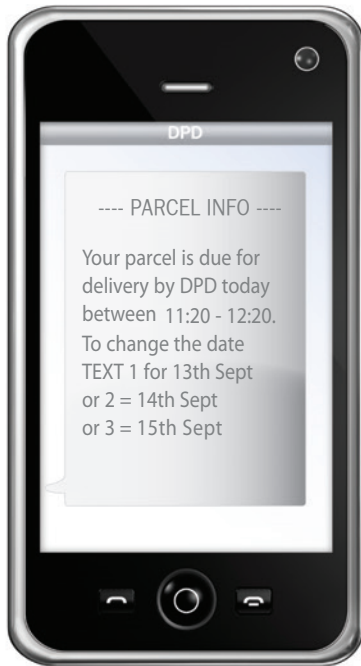 DPD
---- PARCEL INFO ----
Your parcel is due for
delivery by DPD today
between 11:20 - 12:20.
To change the date
TEXT 1 for 13th Sept
or 2 = 14th Sept
or 3 = 15th Sept